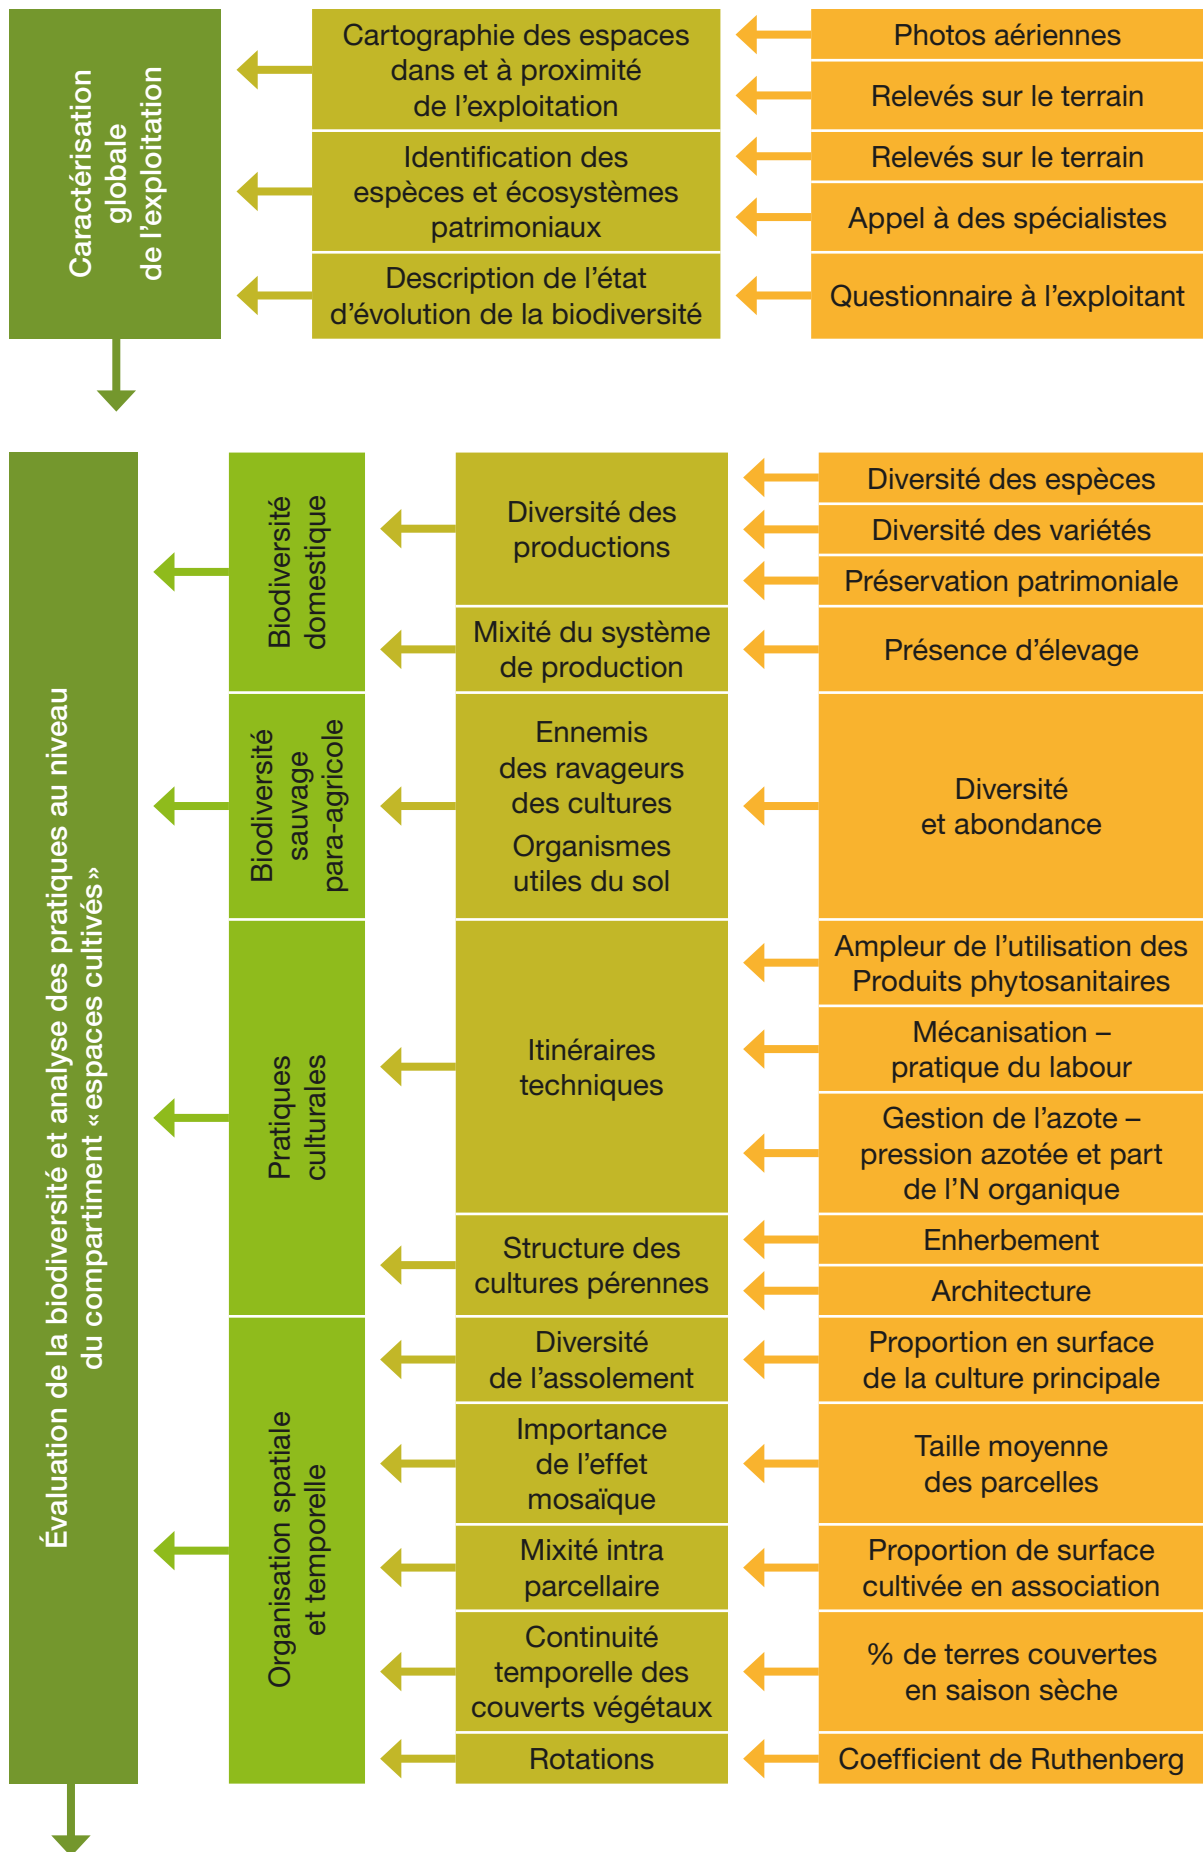 Caractérisation
globale
de l’exploitation
Cartographie des espaces
dans et à proximité
de l’exploitation
Photos aériennes
Relevés sur le terrain
Identification des
espèces et écosystèmes
patrimoniaux
Relevés sur le terrain
Appel à des spécialistes
Description de l’état
d’évolution de la biodiversité
Questionnaire à l’exploitant
Évaluation de la biodiversité et analyse des pratiques au niveau
du compartiment «espaces cultivés»
Biodiversité
domestique
Diversité des
productions
Diversité des espèces
Diversité des variétés
Préservation patrimoniale
Mixité du système
de production
Présence d’élevage
Biodiversité
sauvage
para-agricole
Ennemis
des ravageurs
des cultures
Organismes
utiles du sol
Diversité
et abondance
Pratiques
culturales
Itinéraires
techniques
Ampleur de l’utilisation des
Produits phytosanitaires
Mécanisation –
pratique du labour
Gestion de l’azote –
pression azotée et part
de l’N organique
Structure des
cultures pérennes
Enherbement
Architecture
Organisation spatiale
et temporelle
Diversité
de l’assolement
Proportion en surface
de la culture principale
Importance
de l’effet
mosaïque
Taille moyenne
des parcelles
Mixité intra
parcellaire
Proportion de surface
cultivée en association
Continuité
temporelle des
couverts végétaux
% de terres couvertes
en saison sèche
Rotations
Coefficient de Ruthenberg